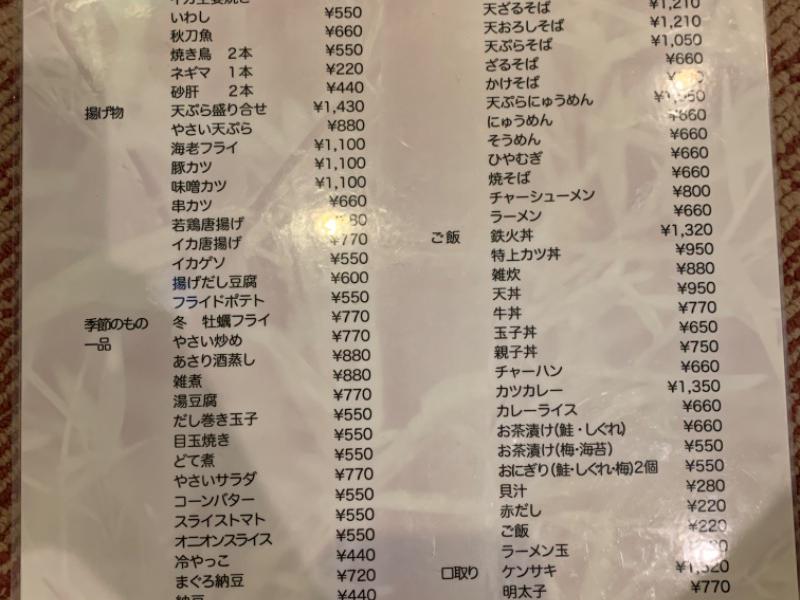 いわし ¥550
秋刀魚 ¥660
焼き鳥 2本 ¥550
ネギマ 1本 ¥220
砂肝 2本 ¥440
揚げ物 天ぷら盛り合せ ¥1,430
やさい天ぷら ¥880
海老フライ ¥1,100
豚カツ ¥1,100
味噌カツ ¥1,100
串カツ ¥660
若鶏唐揚げ
イカ唐揚げ ¥770
イカゲソ ¥550
揚げだし豆腐 ¥600
フライドポテト ¥550
季節のもの 冬 牡蠣フライ ¥770
一品 やさい炒め ¥770
あさり酒蒸し ¥880
雑煮 ¥880
湯豆腐 ¥770
だし巻き玉子 ¥550
目玉焼き ¥550
どて煮 ¥550
やさいサラダ ¥770
コーンバター ¥550
スライストマト ¥550
オニオンスライス ¥550
冷やっこ ¥440
まぐろ納豆 ¥720
納豆 ¥440
天ざるそば ¥1,210
天おろしそば ¥1,210
天ぷらそば ¥1,050
ざるそば ¥660
かけそば
天ぷらにゅうめん
にゅうめん ¥660
そうめん ¥660
ひやむぎ ¥660
焼そば ¥660
チャーシューメン ¥800
ラーメン ¥660
ご飯 鉄火丼 ¥1,320
特上カツ丼 ¥950
雑炊 ¥880
天丼 ¥950
牛丼 ¥770
玉子丼 ¥650
親子丼 ¥750
チャーハン ¥660
カツカレー ¥1,350
カレーライス ¥660
お茶漬け(鮭・しぐれ) ¥660
お茶漬け(梅・海苔) ¥550
おにぎり(鮭・しぐれ・梅)2個 ¥550
貝汁 ¥280
赤だし ¥220
ご飯 ¥220
ラーメン玉
口取り ケンサキ ¥1,320
明太子 ¥770